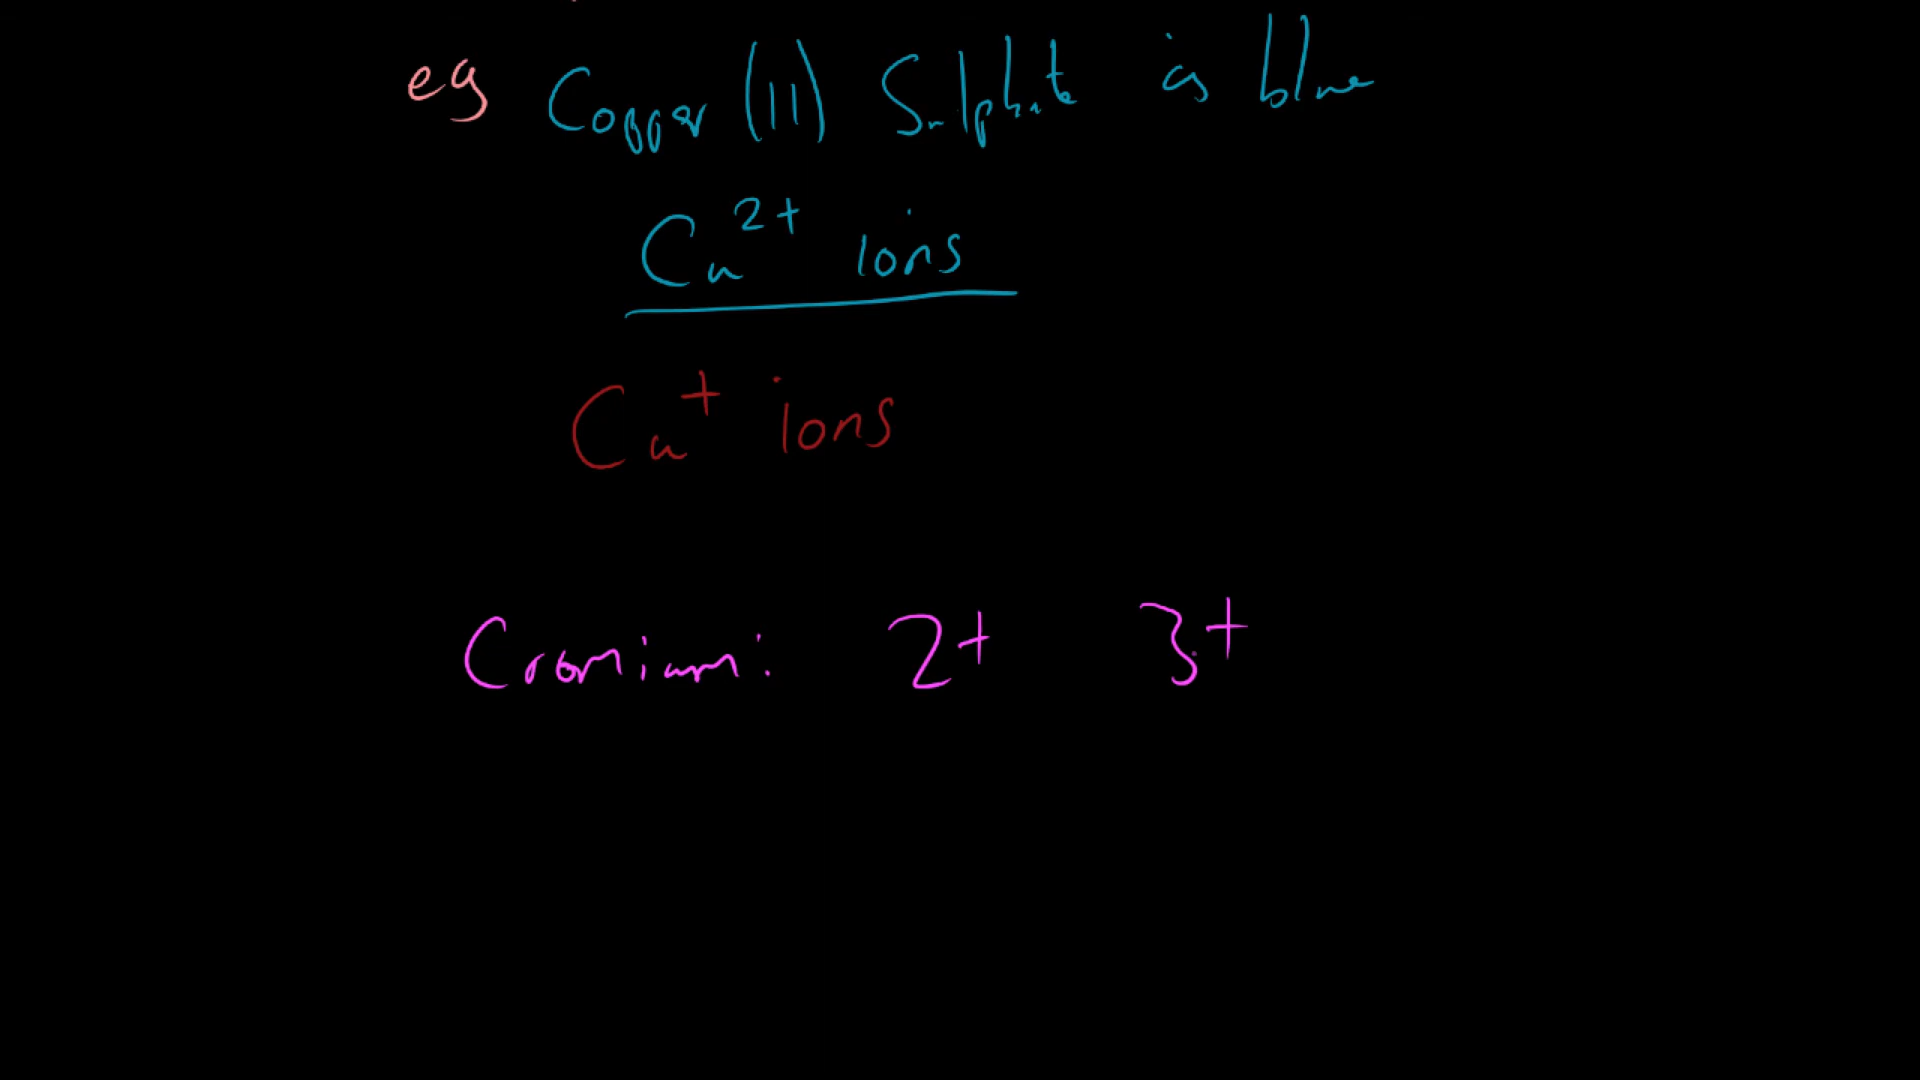 eg Copper (II) Sulphate is blue
Cu²⁺ ions
Cu⁺ ions
Cromium: 2+ 3+